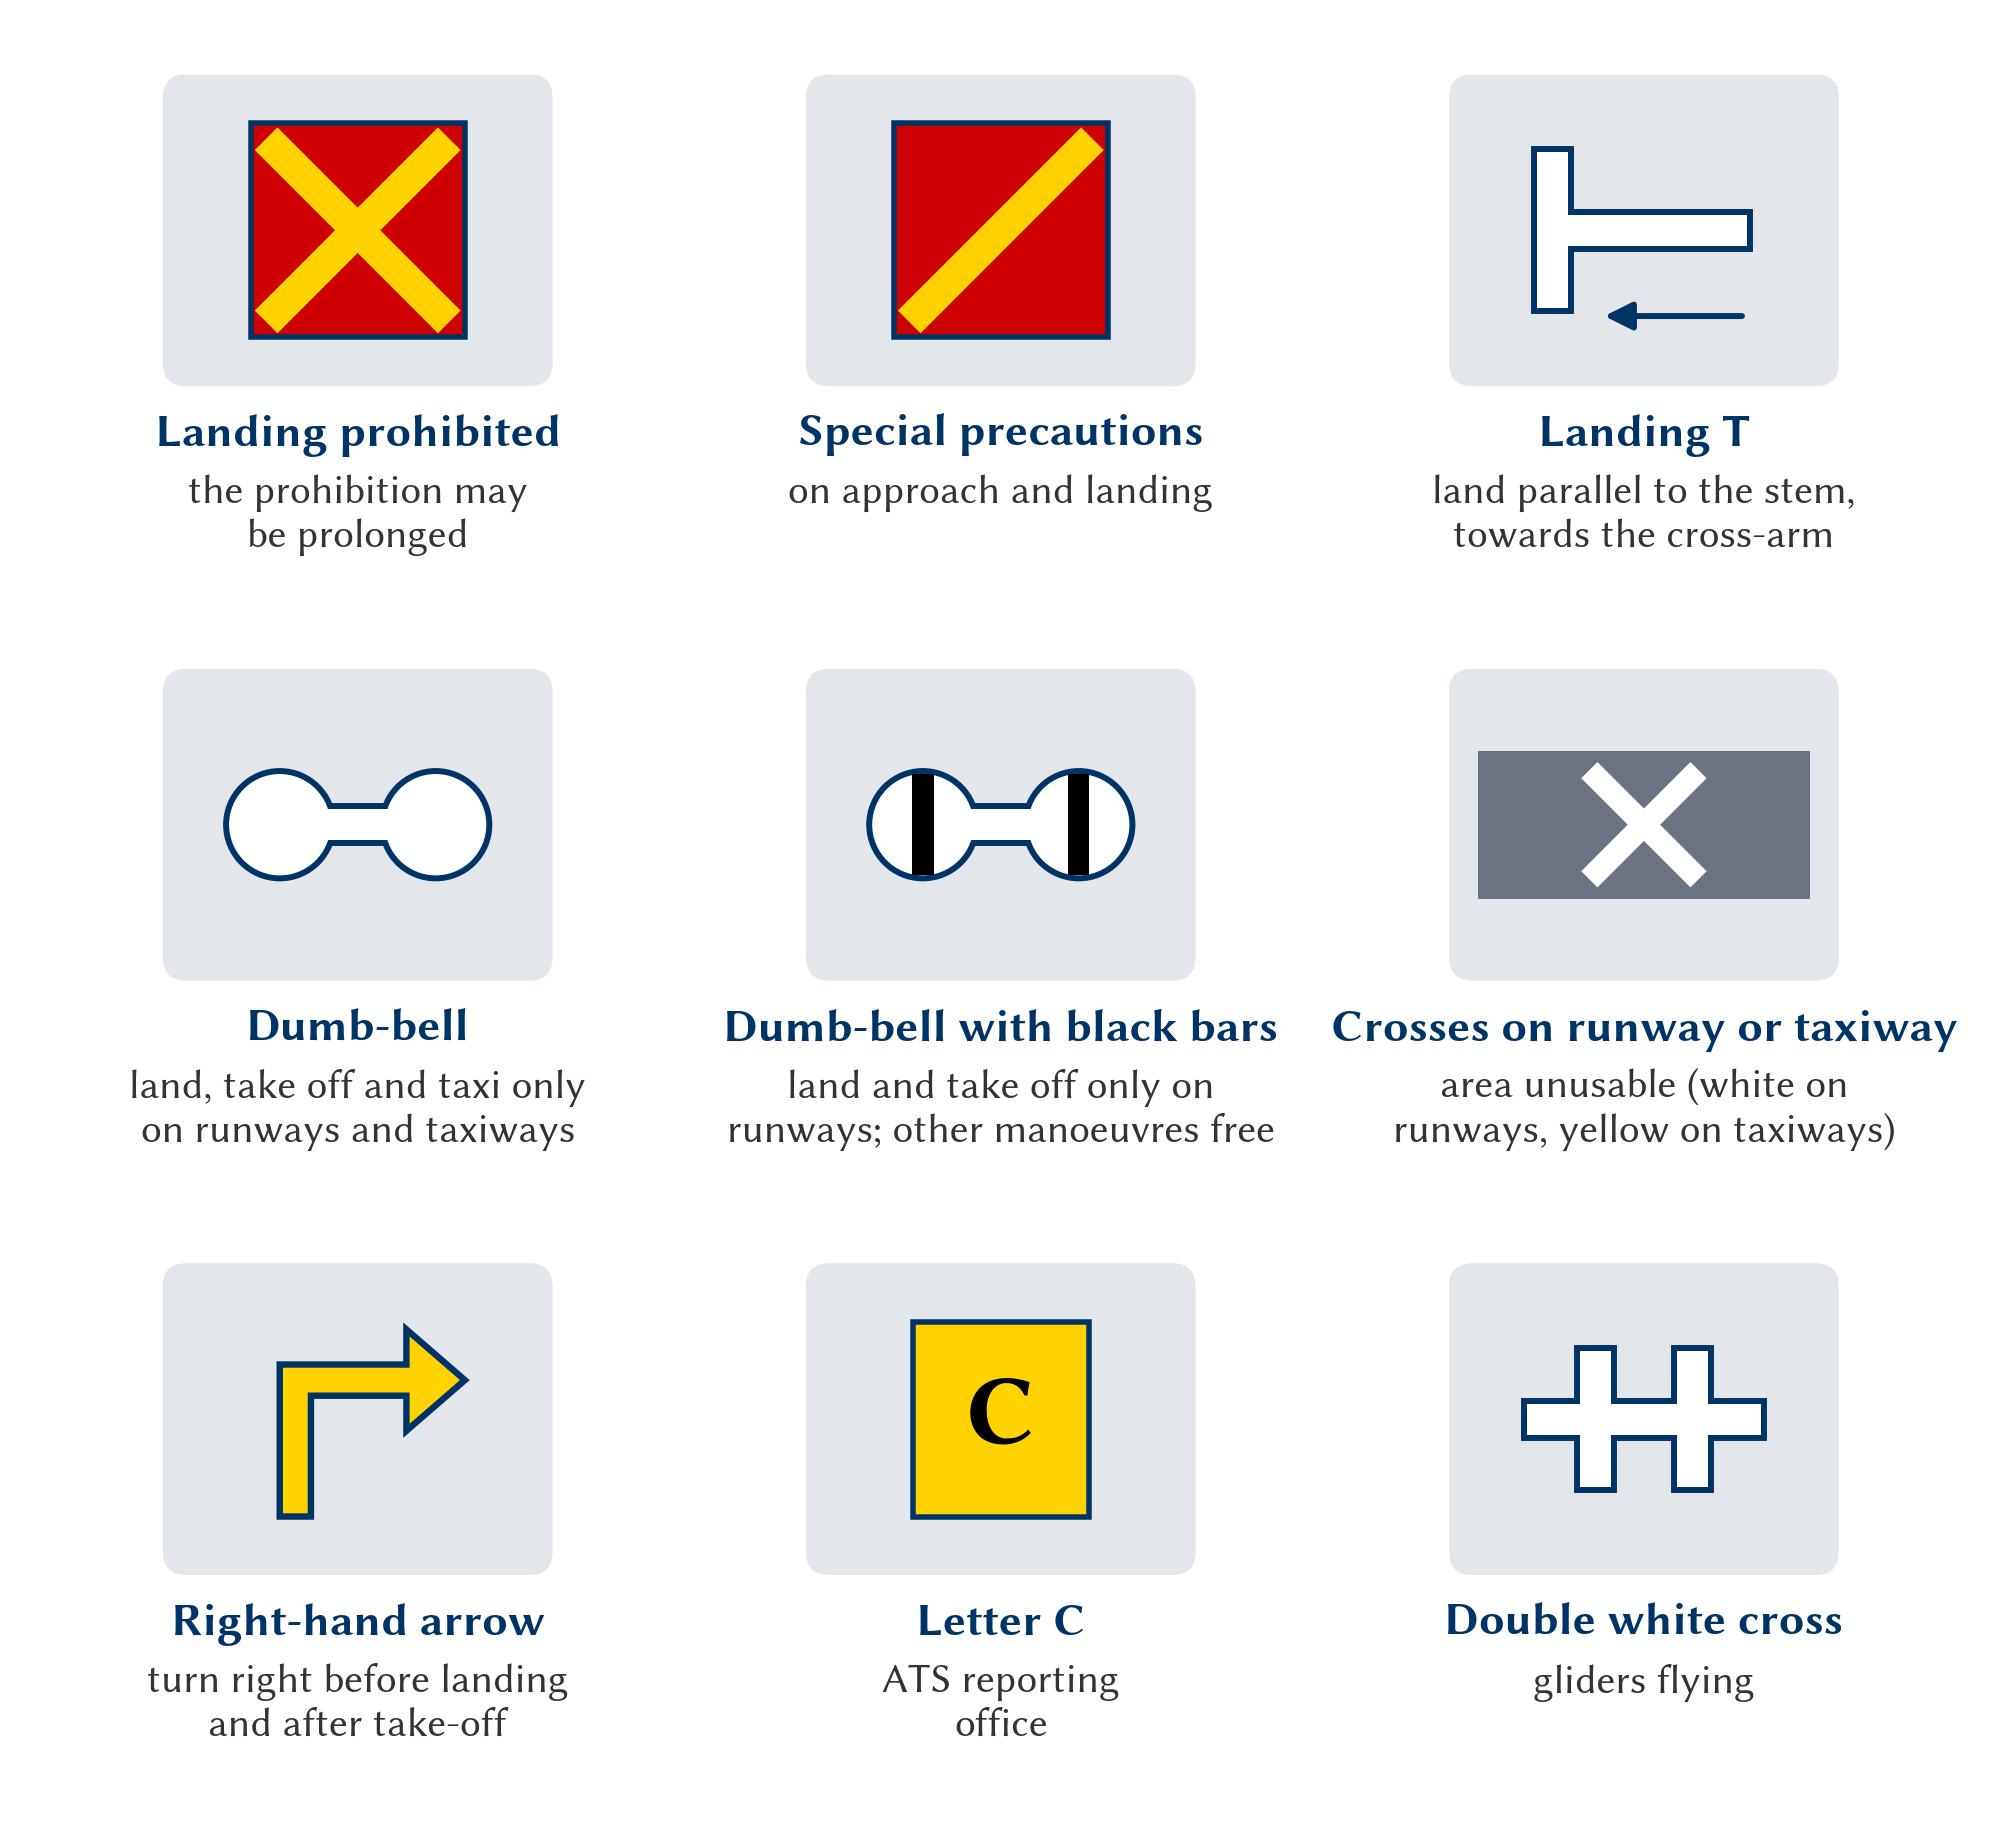 Landing prohibited
the prohibition may
be prolonged
Special precautions
on approach and landing
Landing T
land parallel to the stem,
towards the cross-arm
Dumb-bell
land, take off and taxi only
on runways and taxiways
Dumb-bell with black bars
land and take off only on
runways; other manoeuvres free
Crosses on runway or taxiway
area unusable (white on
runways, yellow on taxiways)
Right-hand arrow
turn right before landing
and after take-off
C
Letter C
ATS reporting
office
Double white cross
gliders flying